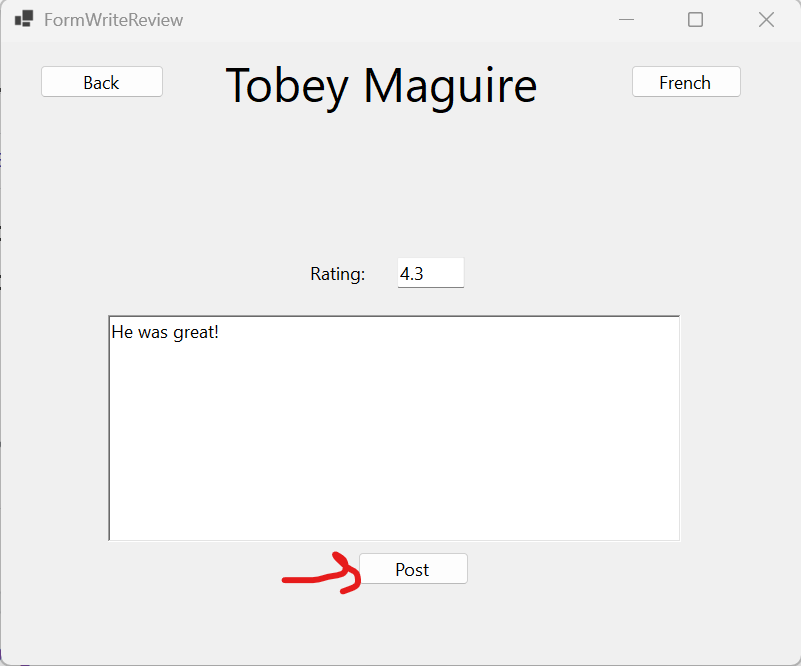 FormWriteReview
Back
Tobey Maguire
French
Rating:
4.3
He was great!
Post